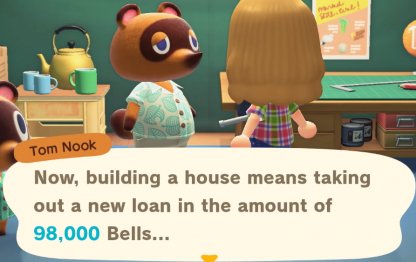 Tom Nook
Now, building a house means taking
out a new loan in the amount of
98,000 Bells...